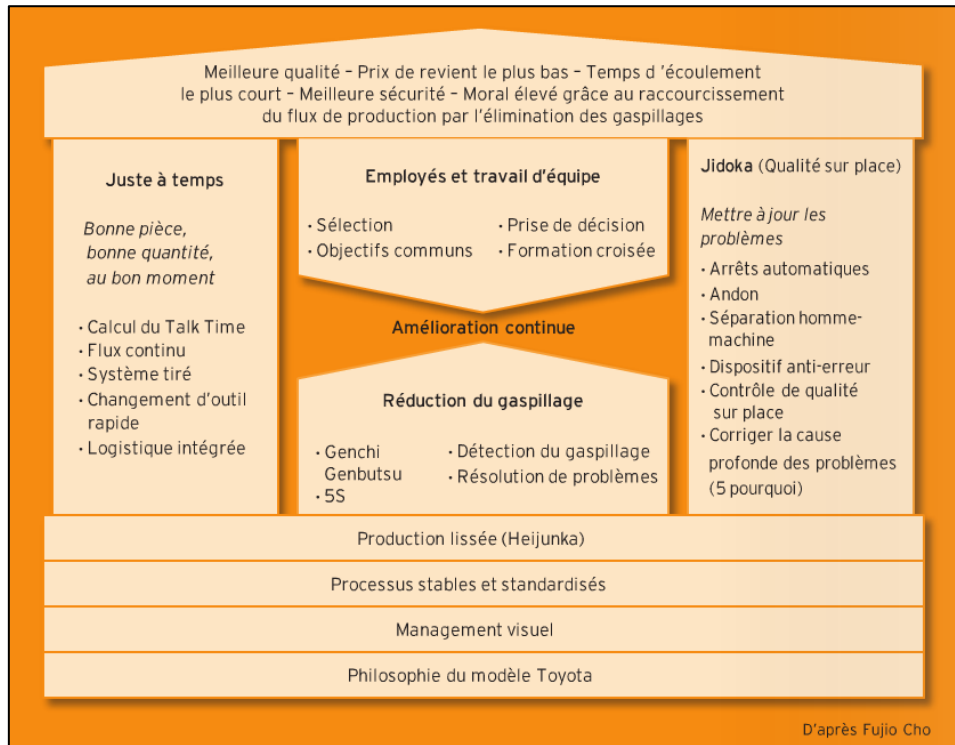 Meilleure qualité – Prix de revient le plus bas – Temps d 'écoulement
le plus court – Meilleure sécurité – Moral élevé grâce au raccourcissement
du flux de production par l'élimination des gaspillages
Juste à temps
Bonne pièce,
bonne quantité,
au bon moment
· Calcul du Talk Time
· Flux continu
· Système tiré
· Changement d'outil
rapide
· Logistique intégrée
Employés et travail d'équipe
· Sélection
· Objectifs communs
· Prise de décision
· Formation croisée
Amélioration continue
Réduction du gaspillage
· Genchi
Genbutsu
· 5S
· Détection du gaspillage
· Résolution de problèmes
Jidoka (Qualité sur place)
Mettre à jour les
problèmes
· Arrêts automatiques
· Andon
· Séparation homme-
machine
· Dispositif anti-erreur
· Contrôle de qualité
sur place
· Corriger la cause
profonde des problèmes
(5 pourquoi)
Production lissée (Heijunka)
Processus stables et standardisés
Management visuel
Philosophie du modèle Toyota
D'après Fujio Cho